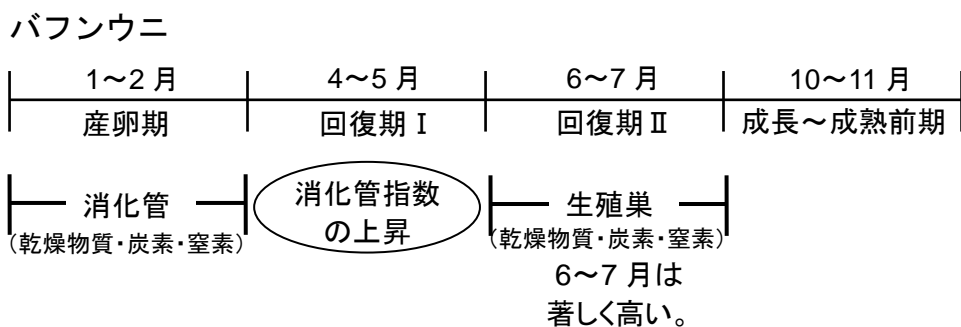 バフンウニ
1～2 月 4～5 月 6～7 月 10～11 月
産卵期 回復期 Ⅰ 回復期 Ⅱ 成長～成熟前期
消化管 消化管指数 生殖巣
の上昇
（乾燥物質・炭素・窒素） （乾燥物質・炭素・窒素）
6～7 月は
著しく高い。